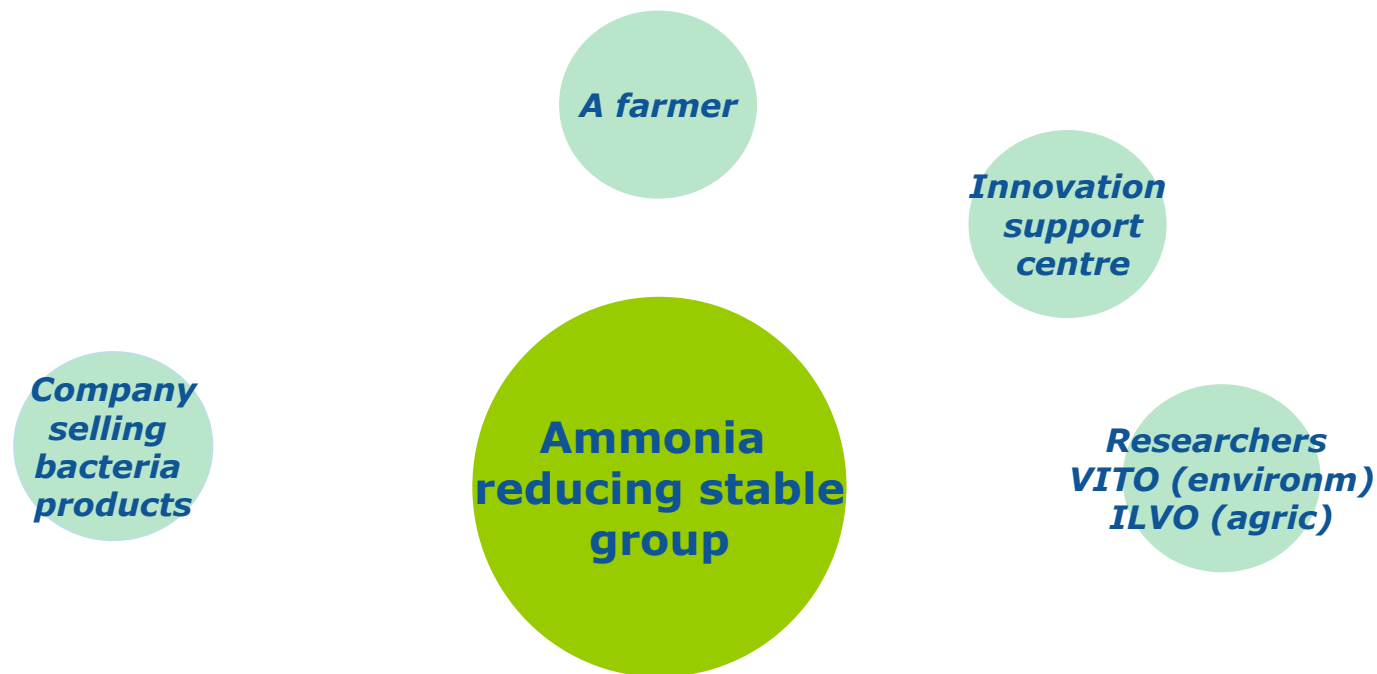 A farmer
Innovation
support
centre
Company
selling
bacteria
products
Ammonia
reducing stable
group
Researchers
VITO (environm)
ILVO (agric)